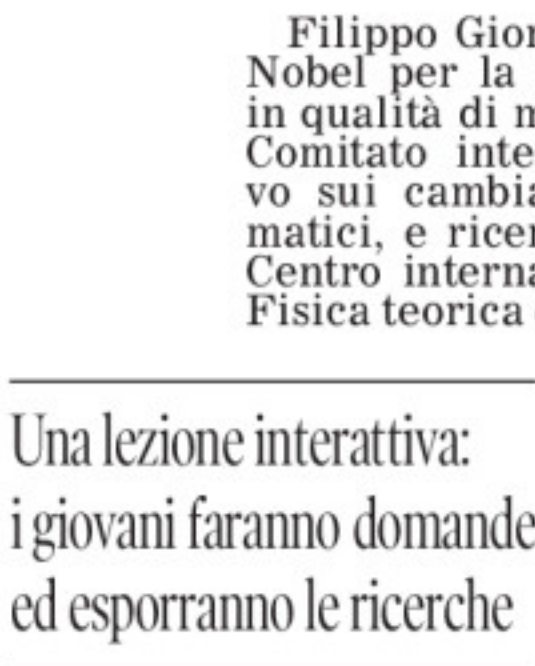 Filippo Gior
Nobel per la
in qualità di m
Comitato inte
vo sui cambia
matici, e ricer
Centro interna
Fisica teorica
Una lezione interattiva:
i giovani faranno domande
ed esporranno le ricerche